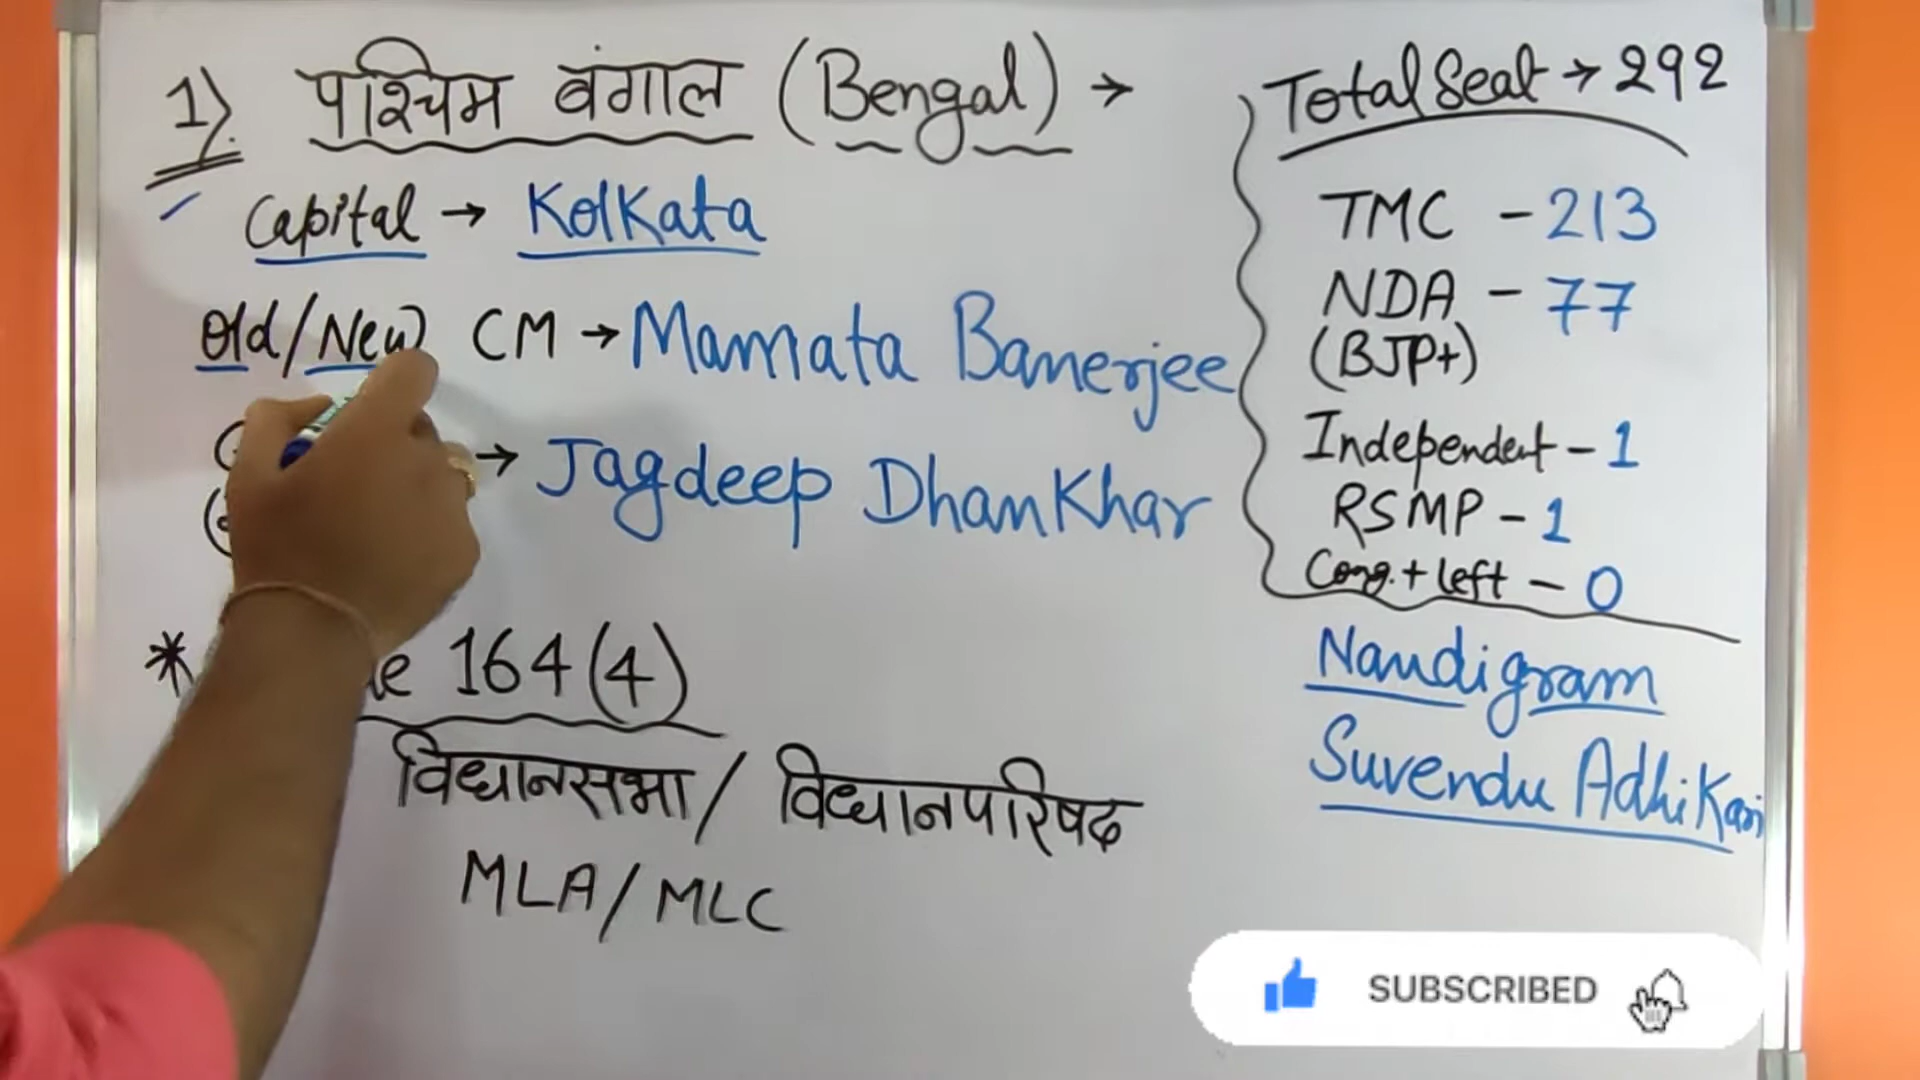 1) पश्चिम बंगाल (Bengal) →
Capital → Kolkata
Old/New CM → Mamata Banerjee
→ Jagdeep Dhankhar
* le 164(4)
विधानसभा / विधानपरिषद
MLA/MLC
Total Seat → 292
TMC - 213
NDA - 77
(BJP+)
Independent - 1
RSMP - 1
Cong. + left - 0
Nandigram
Suvendu Adhikari
SUBSCRIBED